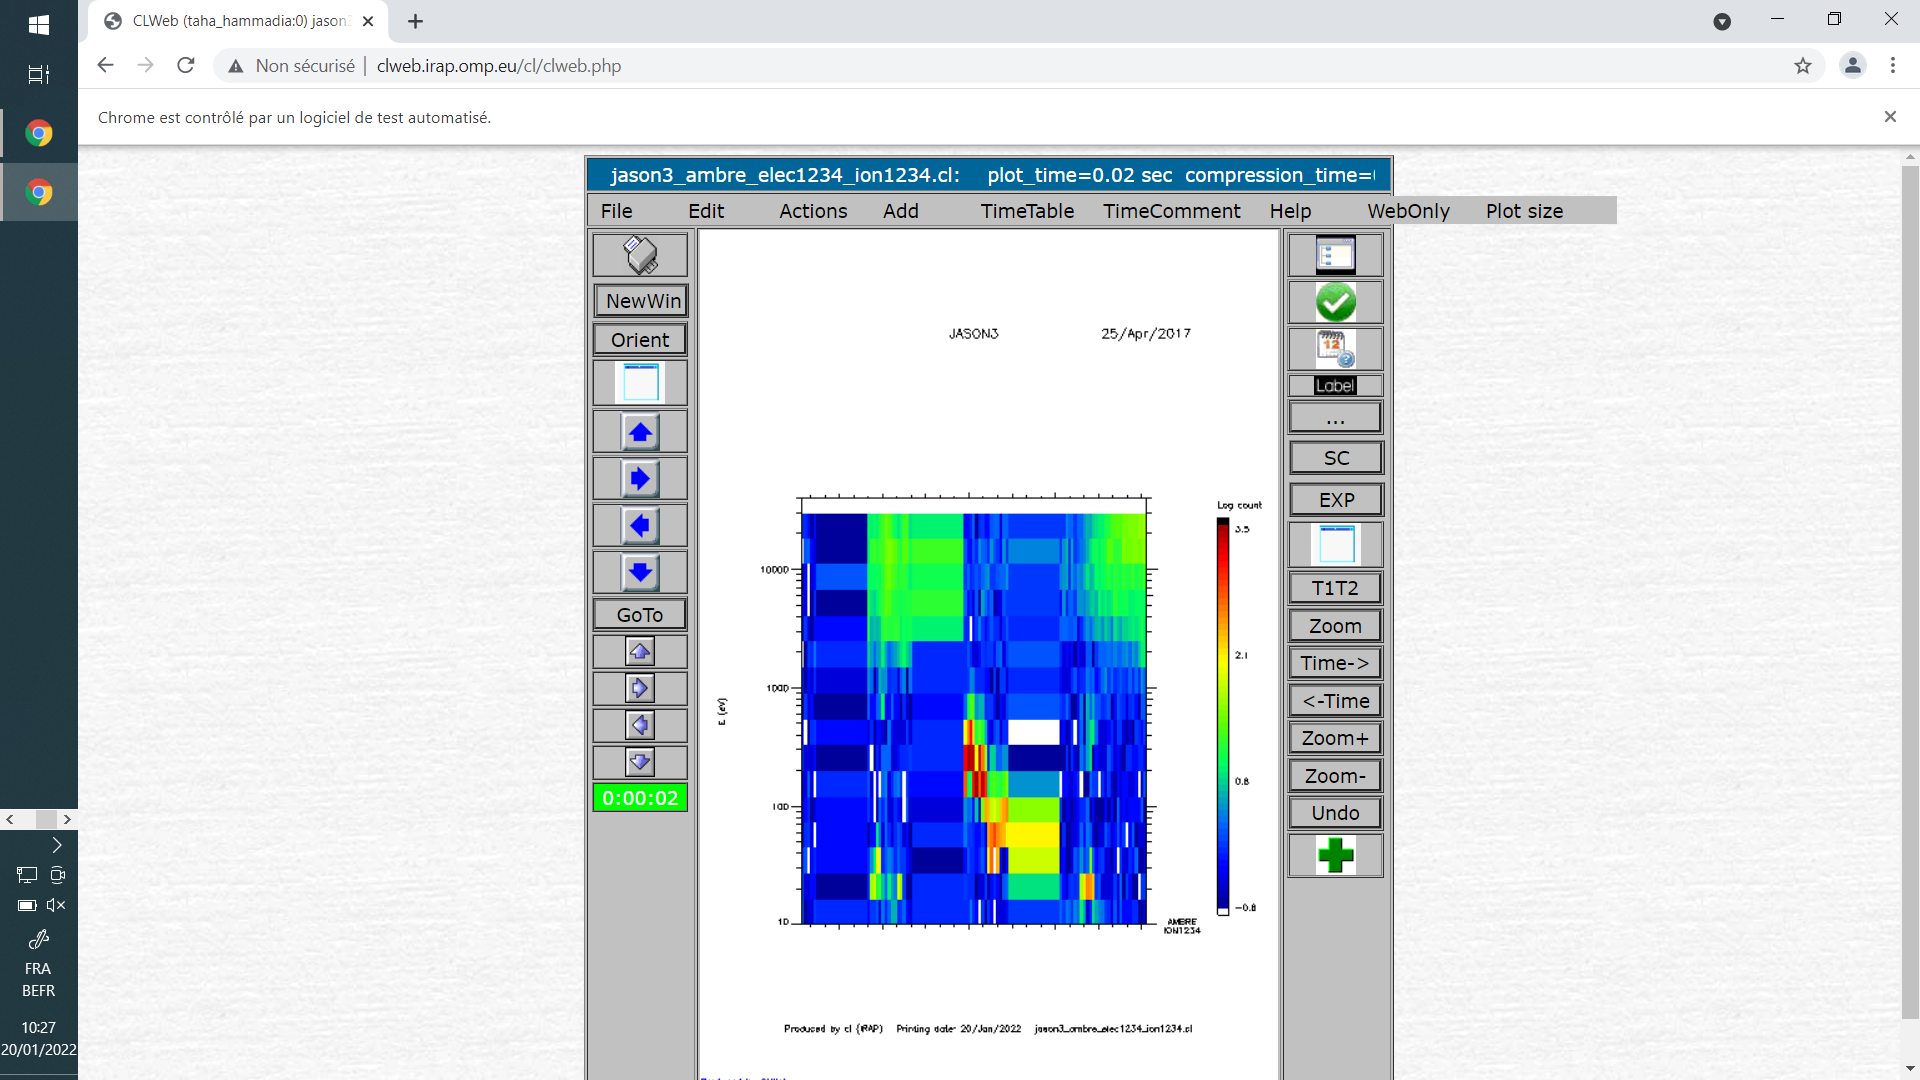 CLWeb (taha_hammadia:0) jason3
Non sécurisé | clweb.irap.omp.eu/cl/clweb.php
Chrome est contrôlé par un logiciel de test automatisé.
jason3_ambre_elec1234_ion1234.cl: plot_time=0.02 sec compression_time=
File Edit Actions Add TimeTable TimeComment Help WebOnly Plot size
NewWin
Orient
GoTo
0:00:02
JASON3 25/Apr/2017
Log count
3.5
2.1
0.8
-0.8
10000
1000
100
10
E (eV)
AMBRE
ION1234
Produced by cl (IRAP) Printing date: 20/Jan/2022 jason3_ambre_elec1234_ion1234.cl
12
Label
...
SC
EXP
T1T2
Zoom
Time->
<-Time
Zoom+
Zoom-
Undo
FRA
BEFR
10:27
20/01/2022